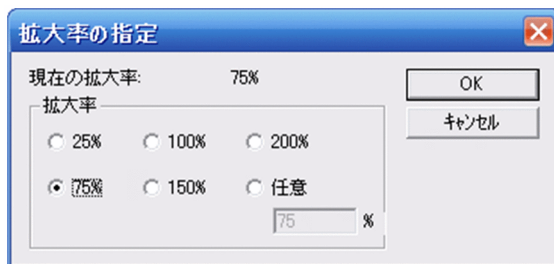 拡大率の指定
現在の拡大率: 75%
OK
キャンセル
拡大率
25% 100% 200%
75% 150% 任意
75 %